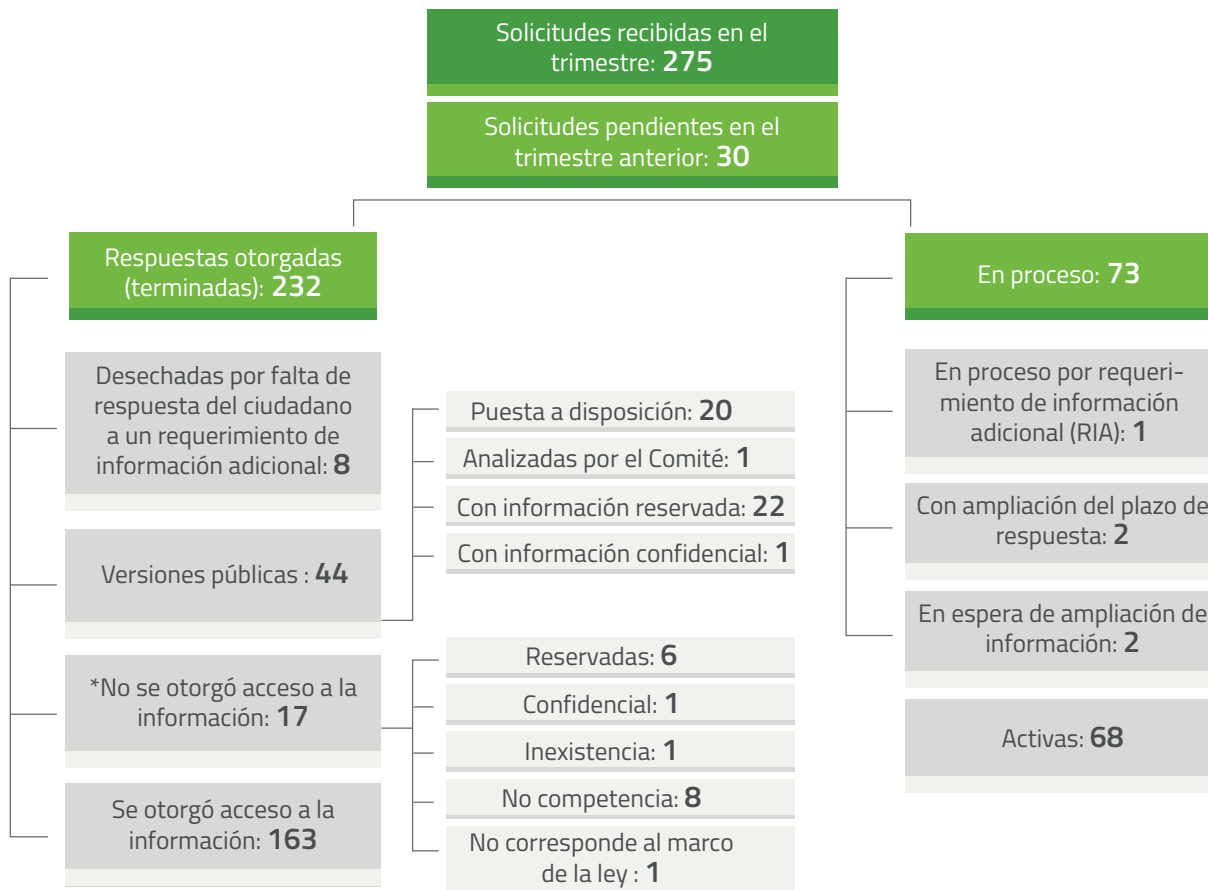 Solicitudes recibidas en el
trimestre: 275
Solicitudes pendientes en el
trimestre anterior: 30
Respuestas otorgadas
(terminadas): 232
Desechadas por falta de
respuesta del ciudadano
a un requerimiento de
información adicional: 8
Versiones públicas : 44
*No se otorgó acceso a la
información: 17
Se otorgó acceso a la
información: 163
Puesta a disposición: 20
Analizadas por el Comité: 1
Con información reservada: 22
Con información confidencial: 1
Reservadas: 6
Confidencial: 1
Inexistencia: 1
No competencia: 8
No corresponde al marco
de la ley : 1
En proceso: 73
En proceso por requeri-
miento de información
adicional (RIA): 1
Con ampliación del plazo de
respuesta: 2
En espera de ampliación de
información: 2
Activas: 68